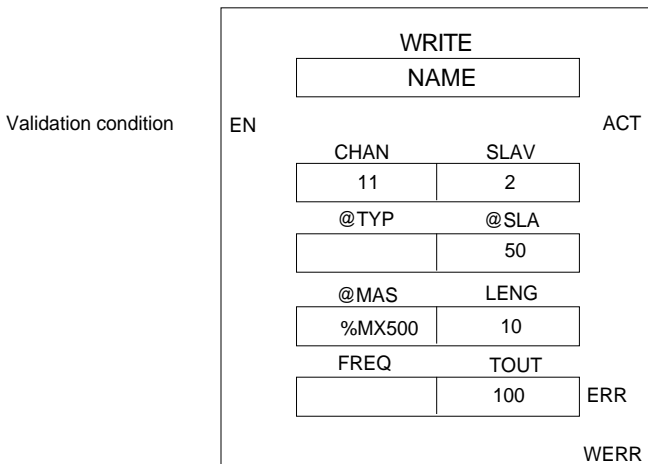 WRITE
NAME
Validation condition EN ACT
CHAN SLAV
11 2
@TYP @SLA
50
@MAS LENG
%MX500 10
FREQ TOUT
100 ERR
WERR